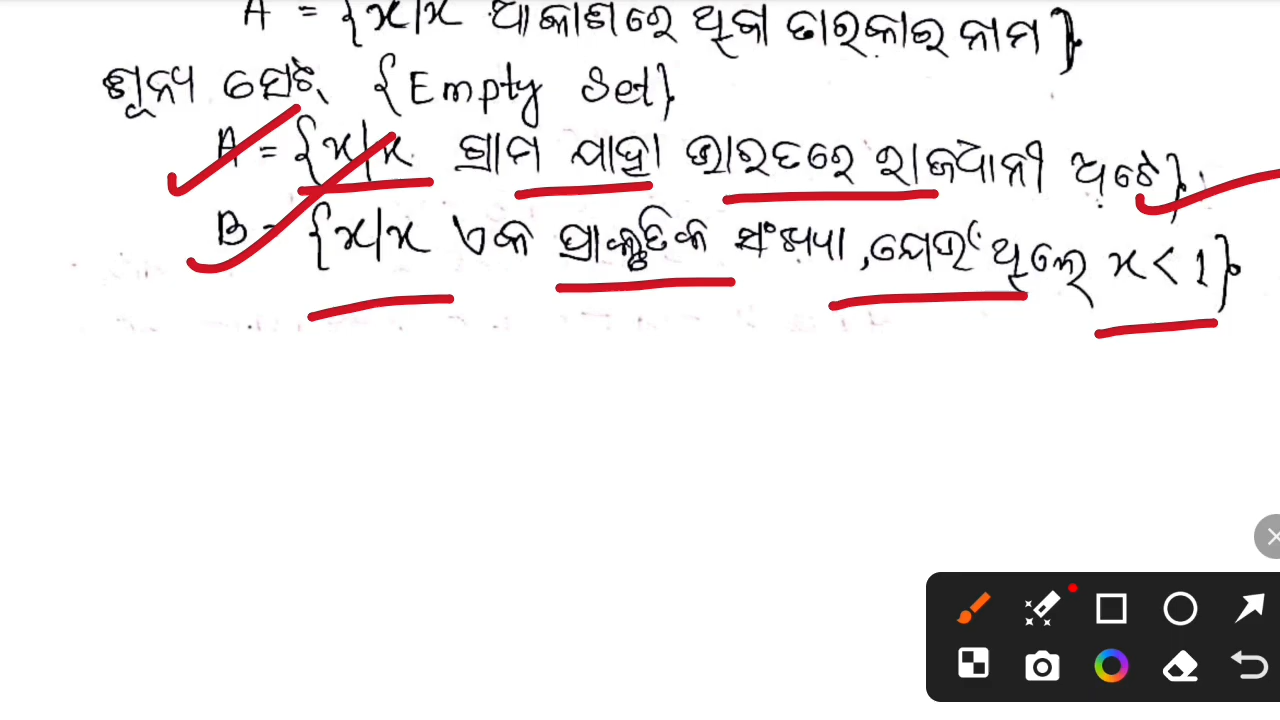 A = {x/x ଆକାଶରେ ଥିବା ତାରକାର ନାମ}
ଶୂନ୍ୟ ସେଟ୍ {Empty Set}
A = {x/x ଗ୍ରାମ ଯାହା ଭାରତରେ ରାଜଧାନୀ ଅଟେ}
B = {x/x ଏକ ପ୍ରାକୃତିକ ସଂଖ୍ୟା, ଯେଉଁଥିଲେ x < 1}